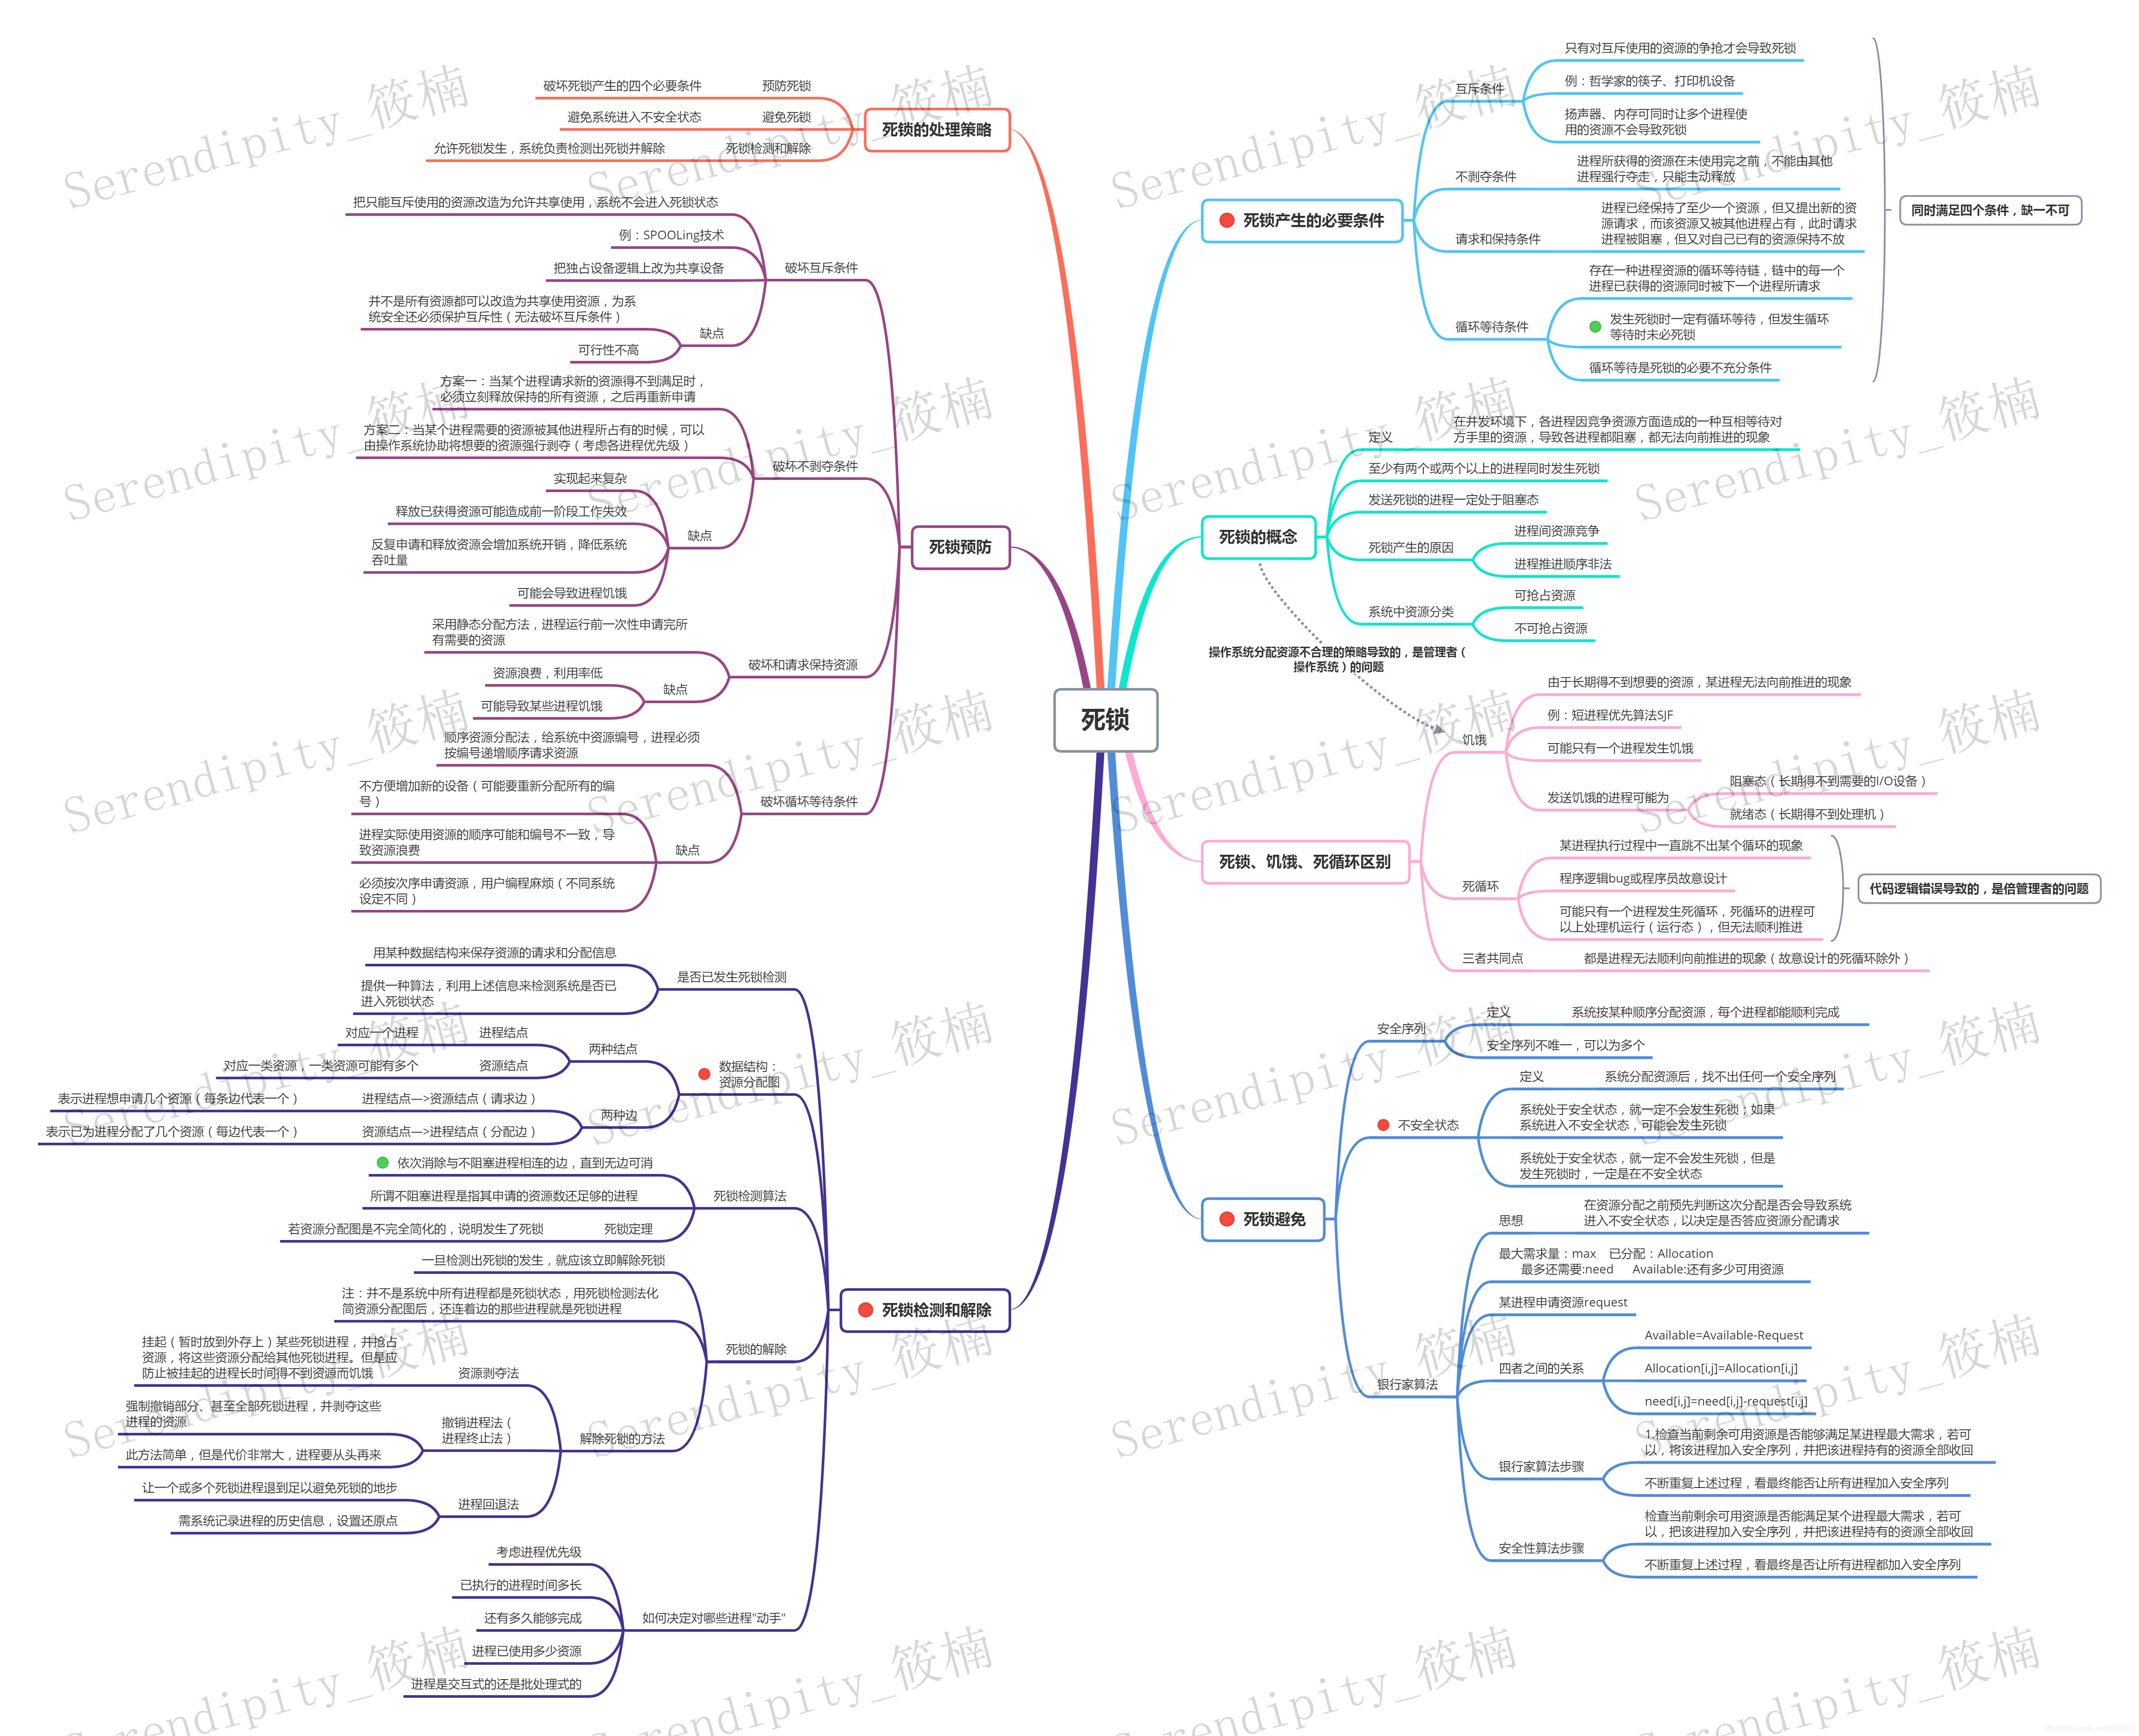 死锁
死锁的处理策略
预防死锁
破坏死锁产生的四个必要条件
避免死锁
避免系统进入不安全状态
死锁检测和解除
允许死锁发生，系统负责检测出死锁并解除
死锁预防
破坏互斥条件
把只能互斥使用的资源改造为允许共享使用，系统不会进入死锁状态
例：SPOOLing技术
把独占设备逻辑上改为共享设备
缺点
并不是所有资源都可以改造为共享使用资源，为系
统安全还必须保护互斥性（无法破坏互斥条件）
可行性不高
破坏不剥夺条件
方案一：当某个进程请求新的资源得不到满足时，
必须立刻释放保持的所有资源，之后再重新申请
方案二：当某个进程需要的资源被其他进程所占有的时候，可以
由操作系统协助将想要的资源强行剥夺（考虑各进程优先级）
缺点
实现起来复杂
释放已获得资源可能造成前一阶段工作失效
反复申请和释放资源会增加系统开销，降低系统
吞吐量
可能会导致进程饥饿
破坏和请求保持资源
采用静态分配方法，进程运行前一次性申请完所
有需要的资源
缺点
资源浪费，利用率低
可能导致某些进程饥饿
破坏循坏等待条件
顺序资源分配法，给系统中资源编号，进程必须
按编号递增顺序请求资源
缺点
不方便增加新的设备（可能要重新分配所有的编
号）
进程实际使用资源的顺序可能和编号不一致，导
致资源浪费
必须按次序申请资源，用户编程麻烦（不同系统
设定不同）
死锁检测和解除
是否已发生死锁检测
用某种数据结构来保存资源的请求和分配信息
提供一种算法，利用上述信息来检测系统是否已
进入死锁状态
数据结构：
资源分配图
两种结点
进程结点
对应一个进程
资源结点
对应一类资源，一类资源可能有多个
两种边
进程结点—>资源结点（请求边）
表示进程想申请几个资源（每条边代表一个）
资源结点—>进程结点（分配边）
表示已为进程分配了几个资源（每边代表一个）
死锁检测算法
依次消除与不阻塞进程相连的边，直到无边可消
所谓不阻塞进程是指其申请的资源数还足够的进程
死锁定理
若资源分配图是不完全简化的，说明发生了死锁
死锁的解除
一旦检测出死锁的发生，就应该立即解除死锁
注：并不是系统中所有进程都是死锁状态，用死锁检测法化
简资源分配图后，还连着边的那些进程就是死锁进程
解除死锁的方法
资源剥夺法
挂起（暂时放到外存上）某些死锁进程，并抢占
资源，将这些资源分配给其他死锁进程。但是应
防止被挂起的进程长时间得不到资源而饥饿
撤销进程法（
进程终止法）
强制撤销部分、甚至全部死锁进程，并剥夺这些
进程的资源
此方法简单，但是代价非常大，进程要从头再来
进程回退法
让一个或多个死锁进程退到足以避免死锁的地步
需系统记录进程的历史信息，设置还原点
如何决定对哪些进程"动手"
考虑进程优先级
已执行的进程时间多长
还有多久能够完成
进程已使用多少资源
进程是交互式的还是批处理式的
死锁产生的必要条件
互斥条件
只有对互斥使用的资源的争抢才会导致死锁
例：哲学家的筷子、打印机设备
扬声器、内存可同时让多个进程使
用的资源不会导致死锁
不剥夺条件
进程所获得的资源在未使用完之前，不能由其他
进程强行夺走，只能主动释放
请求和保持条件
进程已经保持了至少一个资源，但又提出新的资
源请求，而该资源又被其他进程占有，此时请求
进程被阻塞，但又对自己已有的资源保持不放
循环等待条件
存在一种进程资源的循环等待链，链中的每一个
进程已获得的资源同时被下一个进程所请求
发生死锁时一定有循环等待，但发生循环
等待时未必死锁
循环等待是死锁的必要不充分条件
同时满足四个条件，缺一不可
死锁的概念
定义
在并发环境下，各进程因竞争资源方面造成的一种互相等待对
方手里的资源，导致各进程都阻塞，都无法向前推进的现象
至少有两个或两个以上的进程同时发生死锁
发送死锁的进程一定处于阻塞态
死锁产生的原因
进程间资源竞争
进程推进顺序非法
系统中资源分类
可抢占资源
不可抢占资源
操作系统分配资源不合理的策略导致的，是管理者（
操作系统）的问题
死锁、饥饿、死循环区别
饥饿
由于长期得不到想要的资源，某进程无法向前推进的现象
例：短进程优先算法SJF
可能只有一个进程发生饥饿
发送饥饿的进程可能为
阻塞态（长期得不到需要的I/O设备）
就绪态（长期得不到处理机）
死循环
某进程执行过程中一直跳不出某个循环的现象
程序逻辑bug或程序员故意设计
可能只有一个进程发生死循环，死循环的进程可
以上处理机运行（运行态），但无法顺利推进
代码逻辑错误导致的，是倍管理者的问题
三者共同点
都是进程无法顺利向前推进的现象（故意设计的死循环除外）
死锁避免
安全序列
定义
系统按某种顺序分配资源，每个进程都能顺利完成
安全序列不唯一，可以为多个
不安全状态
定义
系统分配资源后，找不出任何一个安全序列
系统处于安全状态，就一定不会发生死锁；如果
系统进入不安全状态，可能会发生死锁
系统处于安全状态，就一定不会发生死锁，但是
发生死锁时，一定是在不安全状态
银行家算法
思想
在资源分配之前预先判断这次分配是否会导致系统
进入不安全状态，以决定是否答应资源分配请求
最大需求量：max 已分配：Allocation
最多还需要:need Available:还有多少可用资源
某进程申请资源request
四者之间的关系
Available=Available-Request
Allocation[i,j]=Allocation[i,j]
need[i,j]=need[i,j]-request[i,j]
银行家算法步骤
1.检查当前剩余可用资源是否能够满足某进程最大需求，若可
以，将该进程加入安全序列，并把该进程持有的资源全部收回
不断重复上述过程，看最终能否让所有进程加入安全序列
安全性算法步骤
检查当前剩余可用资源是否能满足某个进程最大需求，若可
以，把该进程加入安全序列，并把该进程持有的资源全部收回
不断重复上述过程，看最终是否让所有进程都加入安全序列
Serendipity_筱楠